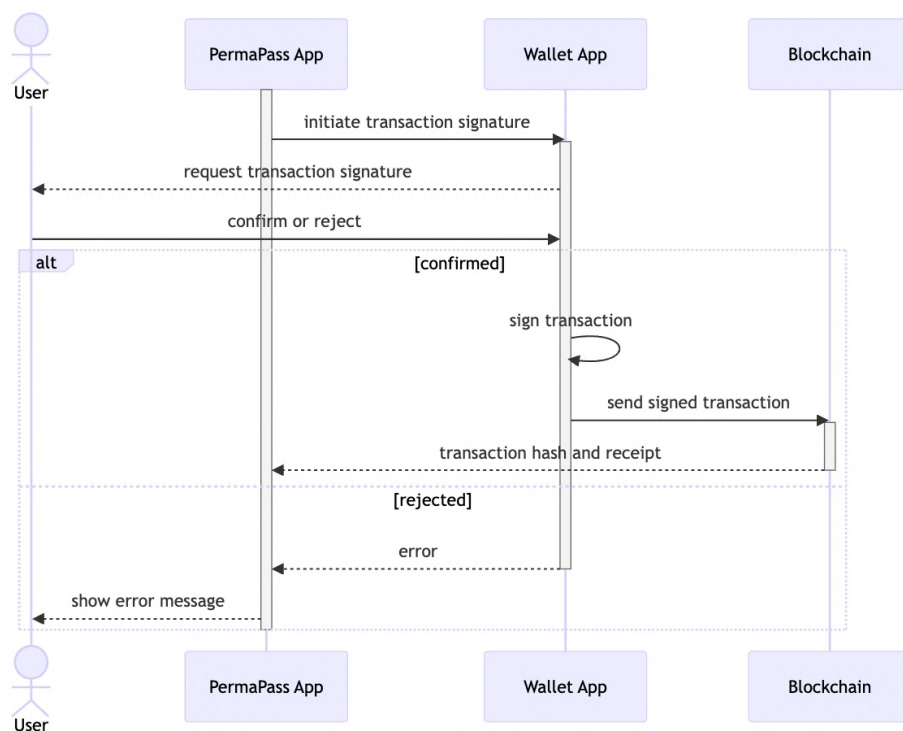 PermaPass App
Wallet App
Blockchain
User
initiate transaction signature
request transaction signature
confirm or reject
alt
[confirmed]
sign transaction
send signed transaction
transaction hash and receipt
[rejected]
error
show error message
PermaPass App
Wallet App
Blockchain
User